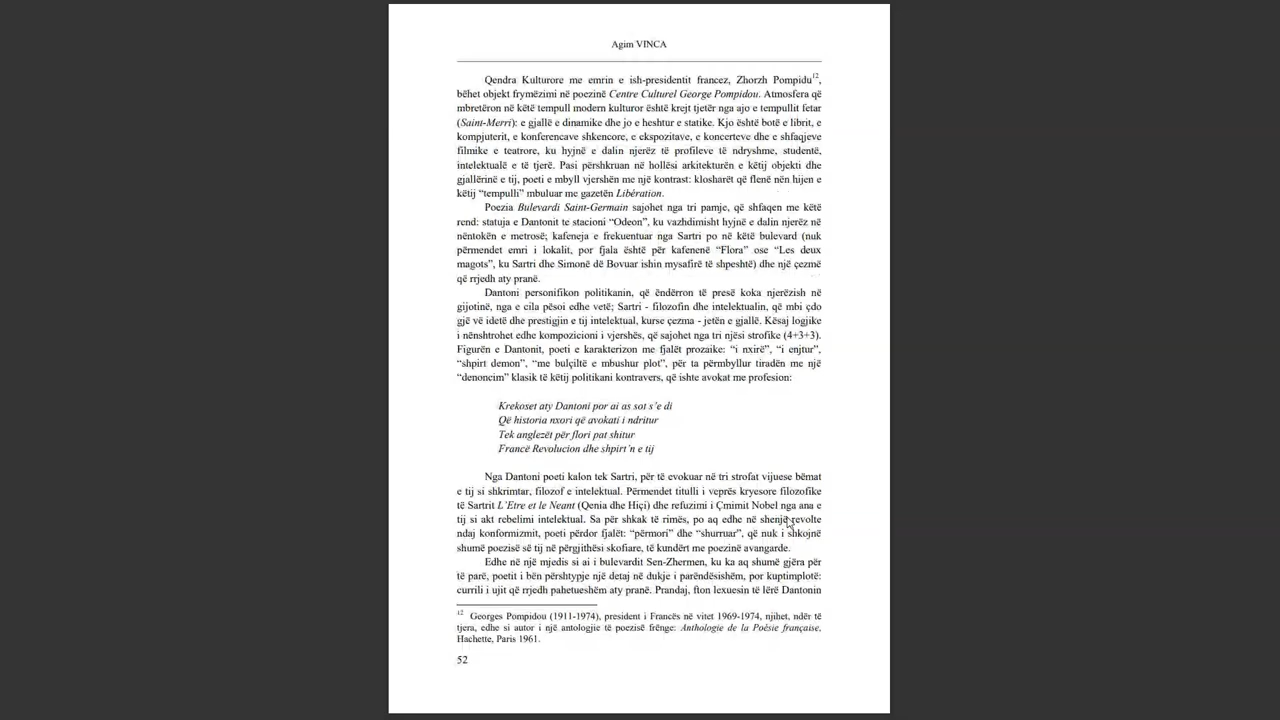 Agim VINCA
Qendra Kulturore me emrin e ish-presidentit francez, Zhorzh Pompidu12,
bëhet objekt frymëzimi në poezinë Centre Culturel George Pompidou. Atmosfera që
mbretëron në këtë tempull modern kulturor është krejt tjetër nga ajo e tempullit fetar
(Saint-Merri): e gjallë e dinamike dhe jo e heshtur e statike. Kjo është botë e librit, e
kompjuterit, e konferencave shkencore, e ekspozitave, e koncerteve dhe e shfaqjeve
filmike e teatrore, ku hyjnë e dalin njerëz të profileve të ndryshme, studentë,
intelektualë e të tjerë. Pasi përshkruan në hollësi arkitekturën e këtij objekti dhe
gjallërinë e tij, poeti e mbyll vjershën me një kontrast: klosharët që flenë nën hijen e
këtij “tempulli” mbuluar me gazetën Libération.
Poezia Bulevardi Saint-Germain sajohet nga tri pamje, që shfaqen me këtë
rend: statuja e Dantonit te stacioni “Odeon”, ku vazhdimisht hyjnë e dalin njerëz në
nëntokën e metrosë; kafeneja e frekuentuar nga Sartri po në këtë bulevard (nuk
përmendet emri i lokalit, por fjala është për kafenenë “Flora” ose “Les deux
magots”, ku Sartri dhe Simonë dë Bovuar ishin mysafirë të shpeshtë) dhe një çezmë
që rrjedh aty pranë.
Dantoni personifikon politikanin, që ëndërron të presë koka njerëzish në
gijotinë, nga e cila pësoi edhe vetë; Sartri - filozofin dhe intelektualin, që mbi çdo
gjë vë idetë dhe prestigjin e tij intelektual, kurse çezma - jetën e gjallë. Kësaj logjike
i nënshtrohet edhe kompozicioni i vjershës, që sajohet nga tri njësi strofike (4+3+3).
Figurën e Dantonit, poeti e karakterizon me fjalët prozaike: “i nxirë”, “i enjtur”,
“shpirt demon”, “me bulçiltë e mbushur plot”, për ta përmbyllur tiradën me një
“denoncim” klasik të këtij politikani kontravers, që ishte avokat me profesion:
Krekoset aty Dantoni por ai as sot s’e di
Që historia nxori që avokati i ndritur
Tek anglezët për flori pat shitur
Francë Revolucion dhe shpirt’n e tij
Nga Dantoni poeti kalon tek Sartri, për të evokuar në tri strofat vijuese bëmat
e tij si shkrimtar, filozof e intelektual. Përmendet titulli i veprës kryesore filozofike
të Sartrit L’Etre et le Neant (Qenia dhe Hiçi) dhe refuzimi i Çmimit Nobel nga ana e
tij si akt rebelimi intelektual. Sa për shkak të rimës, po aq edhe në shenjë revolte
ndaj konformizmit, poeti përdor fjalët: “përmori” dhe “shurruar”, që nuk i shkojnë
shumë poezisë së tij në përgjithësi skofiare, të kundërt me poezinë avangarde.
Edhe në një mjedis si ai i bulevardit Sen-Zhermen, ku ka aq shumë gjëra për
të parë, poetit i bën përshtypje një detaj në dukje i parëndësishëm, por kuptimplotë:
currili i ujit që rrjedh pahetueshëm aty pranë. Prandaj, fton lexuesin të lërë Dantonin
12 Georges Pompidou (1911-1974), president i Francës në vitet 1969-1974, njihet, ndër të
tjera, edhe si autor i një antologjie të poezisë frënge: Anthologie de la Poésie française,
Hachette, Paris 1961.
52